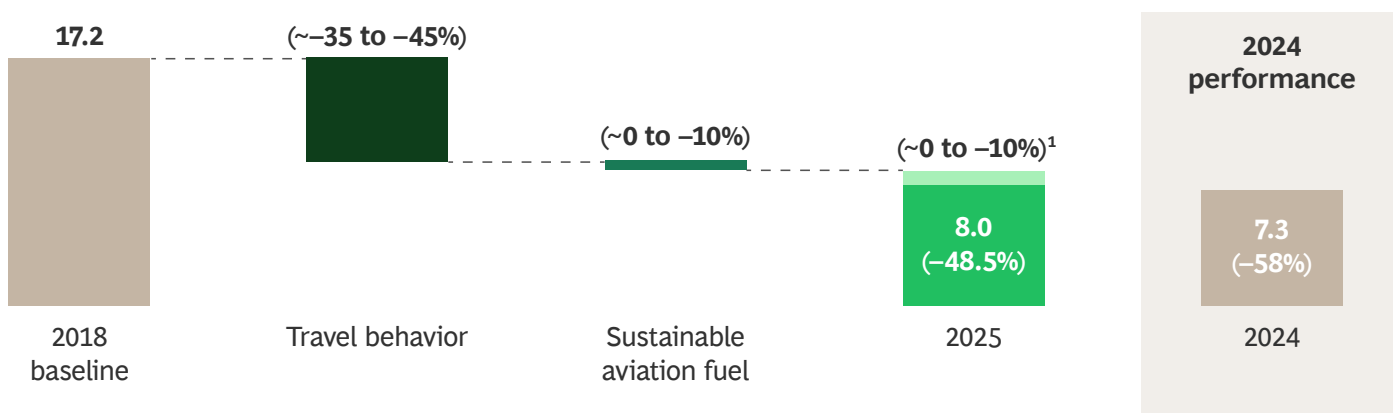 17.2
(~–35 to –45%)
(~0 to –10%)
(~0 to –10%)¹
8.0
(–48.5%)
2018
baseline
Travel behavior
Sustainable
aviation fuel
2025
2024
performance
7.3
(–58%)
2024